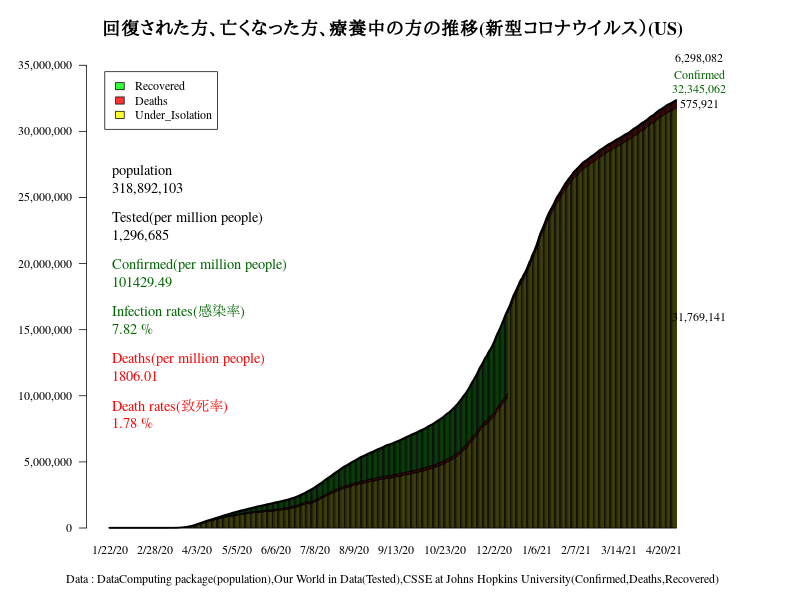 回復された方、亡くなった方、療養中の方の推移(新型コロナウイルス)(US)
6,298,082
Confirmed
32,345,062
575,921
31,769,141
35,000,000
30,000,000
25,000,000
20,000,000
15,000,000
10,000,000
5,000,000
0
Recovered
Deaths
Under_Isolation
population
318,892,103
Tested(per million people)
1,296,685
Confirmed(per million people)
101429.49
Infection rates(感染率)
7.82 %
Deaths(per million people)
1806.01
Death rates(致死率)
1.78 %
1/22/20 2/28/20 4/3/20 5/5/20 6/6/20 7/8/20 8/9/20 9/13/20 10/23/20 12/2/20 1/6/21 2/7/21 3/14/21 4/20/21
Data : DataComputing package(population),Our World in Data(Tested),CSSE at Johns Hopkins University(Confirmed,Deaths,Recovered)